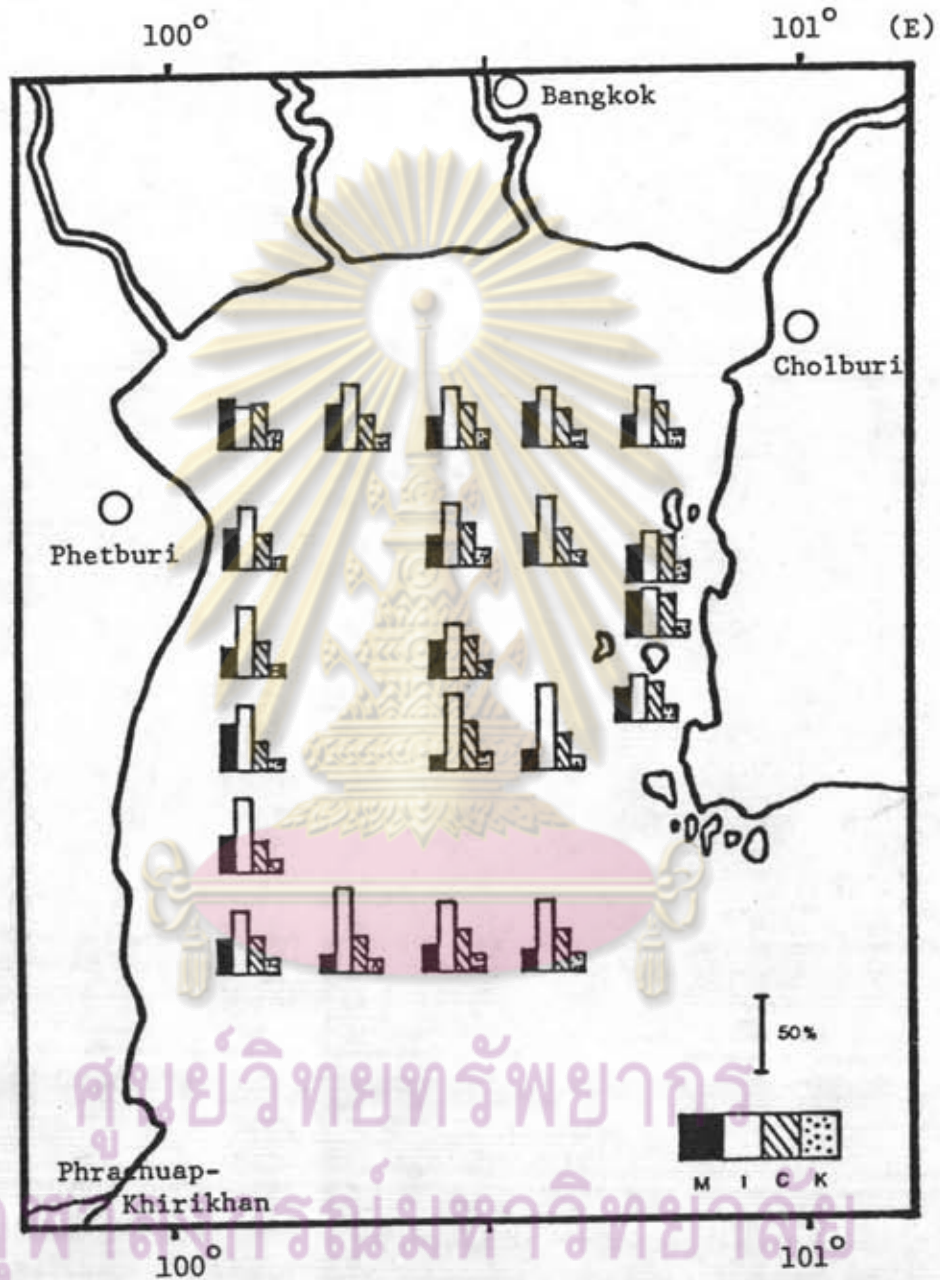 100° 101° (E)
Bangkok
Cholburi
Phetburi
50%
M I C K
Phrachuap-
Khirikhan
ศูนย์วิทยทรัพยากร
จุฬาลงกรณ์มหาวิทยาลัย
100° 101°